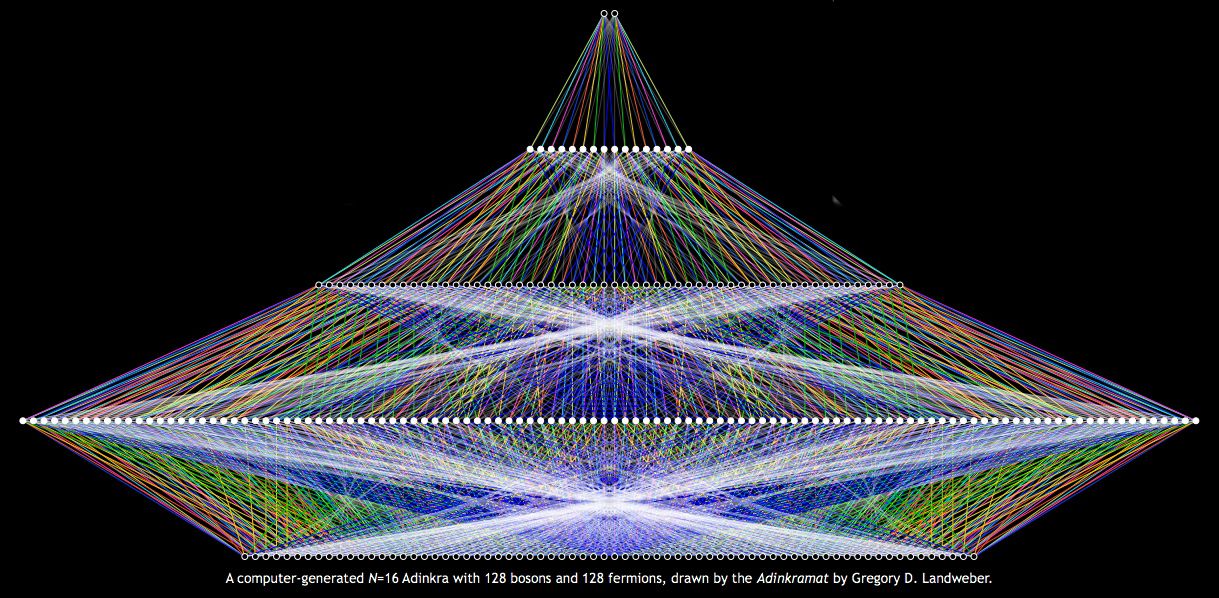 A computer-generated N=16 Adinkra with 128 bosons and 128 fermions, drawn by the Adinkramat by Gregory D. Landweber.